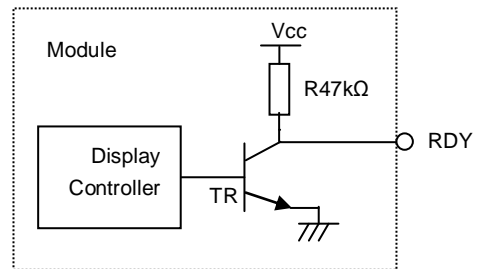 Vcc
Module
R47kΩ
RDY
Display
Controller
TR